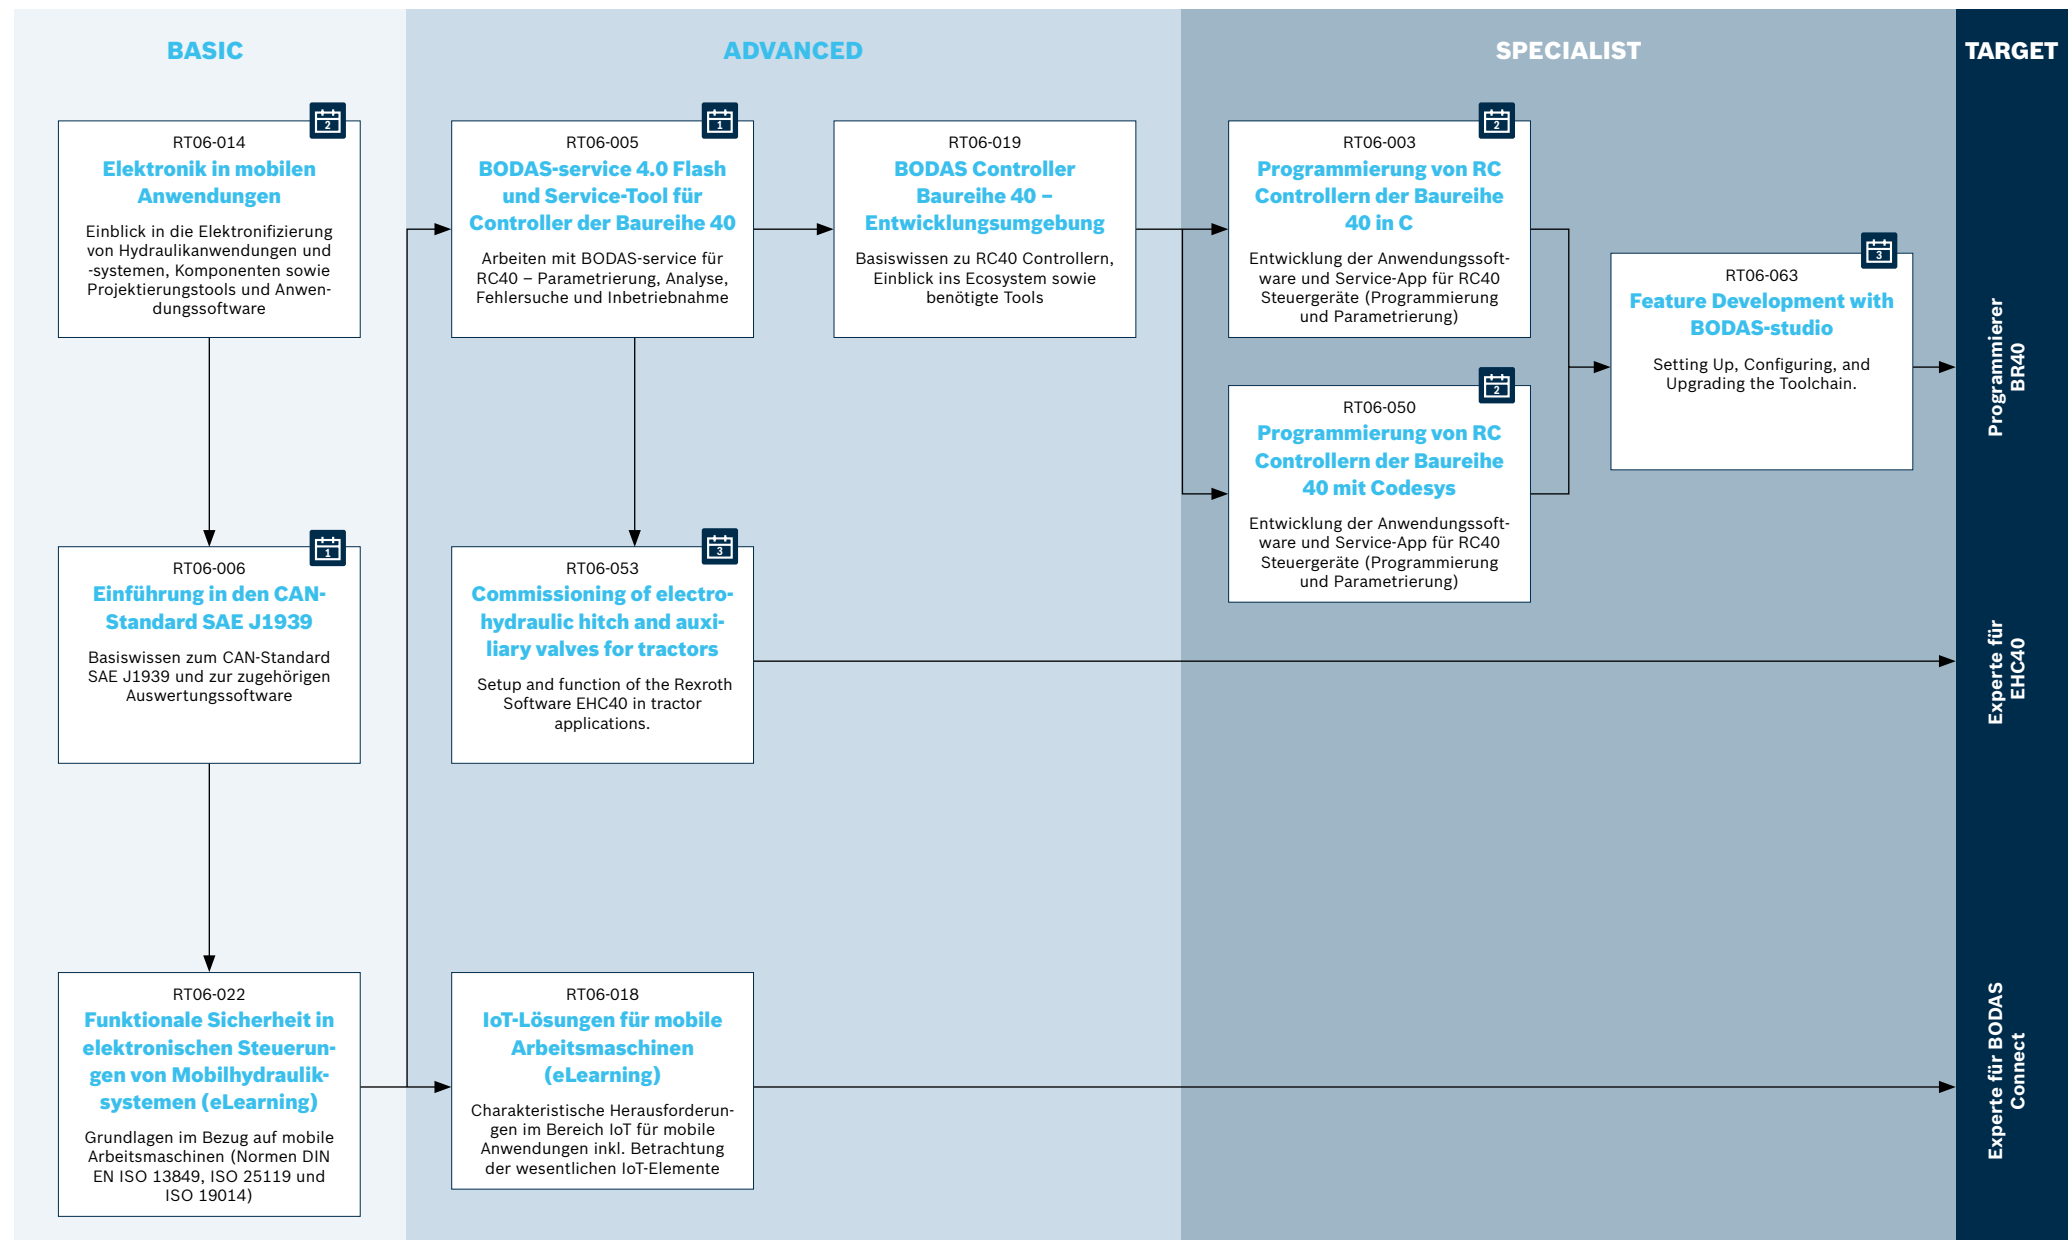 BASIC
ADVANCED
SPECIALIST
TARGET
2
RT06-014
Elektronik in mobilen
Anwendungen
Einblick in die Elektronifizierung
von Hydraulikanwendungen und
-systemen, Komponenten sowie
Projektierungstools und Anwen-
dungssoftware
1
RT06-006
Einführung in den CAN-
Standard SAE J1939
Basiswissen zum CAN-Standard
SAE J1939 und zur zugehörigen
Auswertungssoftware
RT06-022
Funktionale Sicherheit in
elektronischen Steuerun-
gen von Mobilhydraulik-
systemen (eLearning)
Grundlagen im Bezug auf mobile
Arbeitsmaschinen (Normen DIN
EN ISO 13849, ISO 25119 und
ISO 19014)
1
RT06-005
BODAS-service 4.0 Flash
und Service-Tool für
Controller der Baureihe 40
Arbeiten mit BODAS-service für
RC40 – Parametrierung, Analyse,
Fehlersuche und Inbetriebnahme
RT06-019
BODAS Controller
Baureihe 40 –
Entwicklungsumgebung
Basiswissen zu RC40 Controllern,
Einblick ins Ecosystem sowie
benötigte Tools
3
RT06-053
Commissioning of electro-
hydraulic hitch and auxi-
liary valves for tractors
Setup and function of the Rexroth
Software EHC40 in tractor
applications.
RT06-018
IoT-Lösungen für mobile
Arbeitsmaschinen
(eLearning)
Charakteristische Herausforderun-
gen im Bereich IoT für mobile
Anwendungen inkl. Betrachtung
der wesentlichen IoT-Elemente
2
RT06-003
Programmierung von RC
Controllern der Baureihe
40 in C
Entwicklung der Anwendungssoft-
ware und Service-App für RC40
Steuergeräte (Programmierung
und Parametrierung)
2
RT06-050
Programmierung von RC
Controllern der Baureihe
40 mit Codesys
Entwicklung der Anwendungssoft-
ware und Service-App für RC40
Steuergeräte (Programmierung
und Parametrierung)
3
RT06-063
Feature Development with
BODAS-studio
Setting Up, Configuring, and
Upgrading the Toolchain.
Programmierer
BR40
Experte für
EHC40
Experte für BODAS
Connect